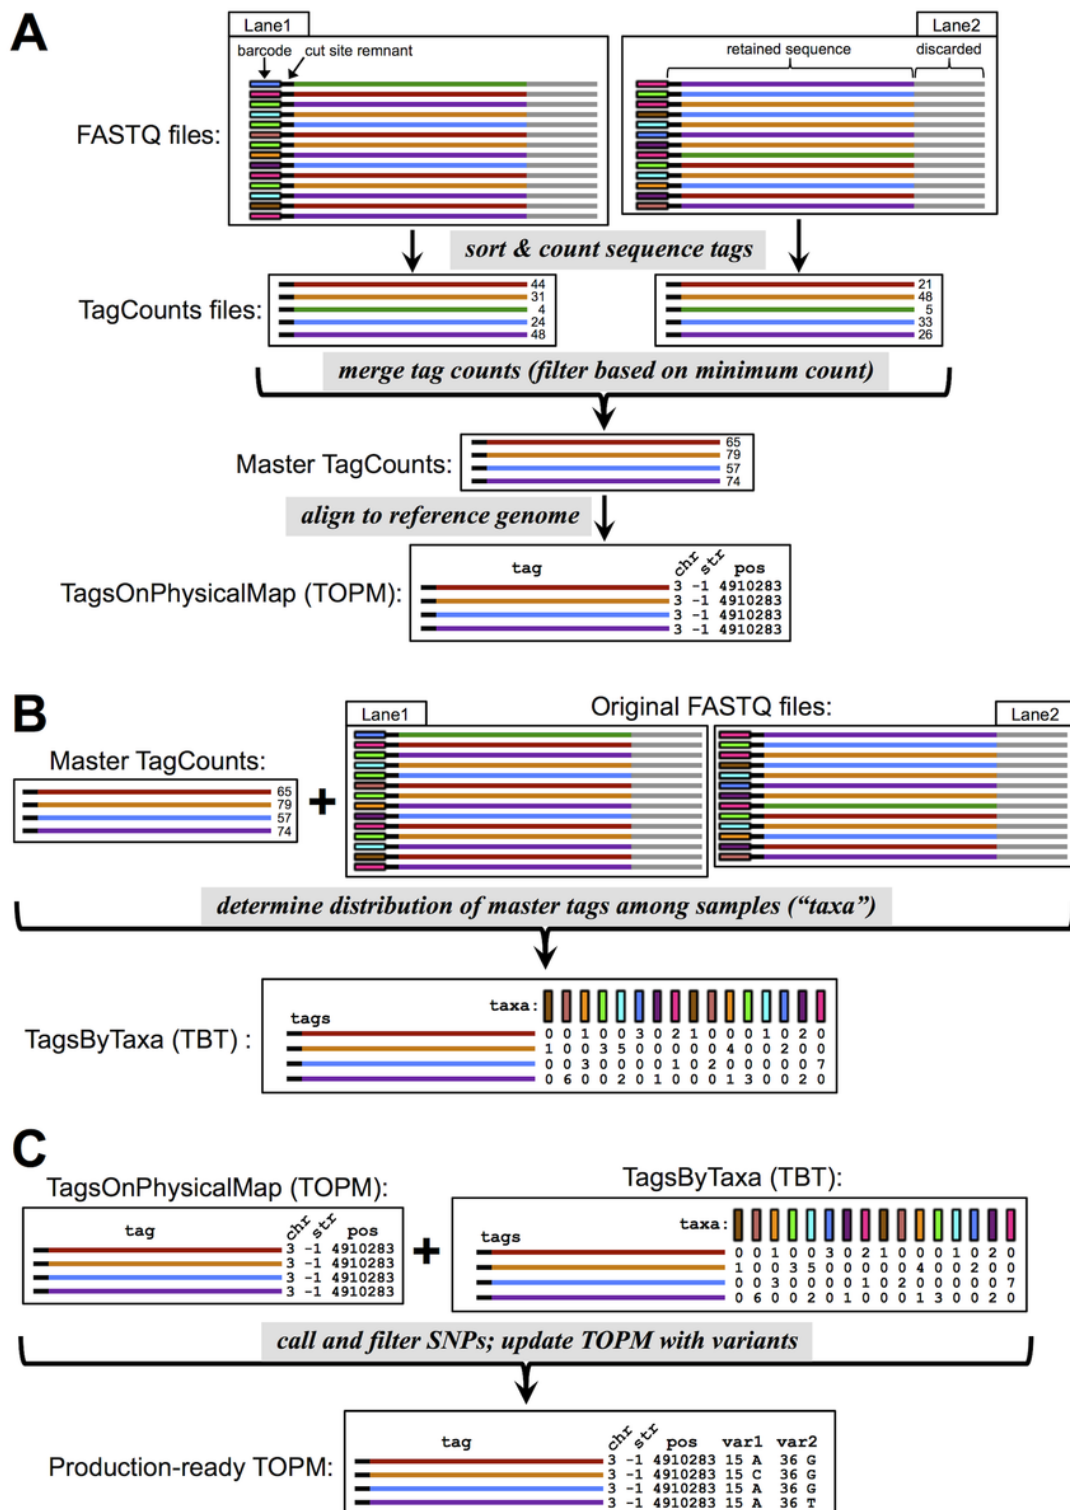 A
Lane1
Lane2
barcode
cut site remnant
retained sequence
discarded
FASTQ files:
sort & count sequence tags
TagCounts files:
44
31
4
24
48
21
48
5
33
26
merge tag counts (filter based on minimum count)
Master TagCounts:
65
79
57
74
align to reference genome
TagsOnPhysicalMap (TOPM):
tag chr str pos
3 -1 4910283
3 -1 4910283
3 -1 4910283
3 -1 4910283
B
Original FASTQ files:
Lane1
Lane2
Master TagCounts:
65
79
57
74
+
determine distribution of master tags among samples (“taxa”)
TagsByTaxa (TBT) :
taxa:
tags
0 0 1 0 0 3 0 2 1 0 0 0 1 0 2 0
1 0 0 3 5 0 0 0 0 0 4 0 0 2 0 0
0 0 3 0 0 0 0 1 0 2 0 0 0 0 0 7
0 6 0 0 2 0 1 0 0 0 1 3 0 0 2 0
C
TagsOnPhysicalMap (TOPM):
TagsByTaxa (TBT):
tag chr str pos
3 -1 4910283
3 -1 4910283
3 -1 4910283
3 -1 4910283
+
taxa:
tags
0 0 1 0 0 3 0 2 1 0 0 0 1 0 2 0
1 0 0 3 5 0 0 0 0 0 4 0 0 2 0 0
0 0 3 0 0 0 0 1 0 2 0 0 0 0 0 7
0 6 0 0 2 0 1 0 0 0 1 3 0 0 2 0
call and filter SNPs; update TOPM with variants
Production-ready TOPM:
tag chr str pos var1 var2
3 -1 4910283 15 A 36 G
3 -1 4910283 15 C 36 G
3 -1 4910283 15 A 36 G
3 -1 4910283 15 A 36 T